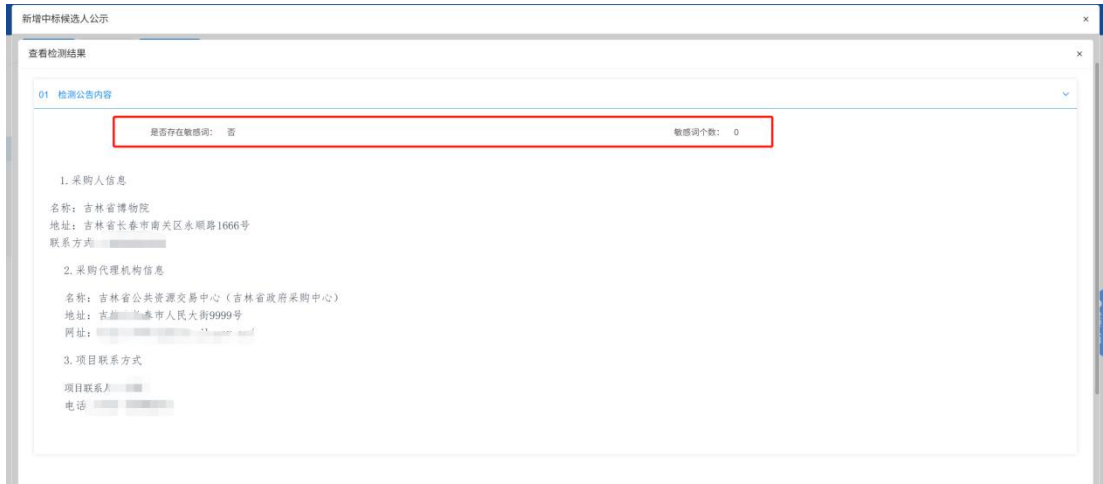 新增中标候选人公示
×
查看检测结果
×
01 检测公告内容
是否存在敏感词： 否
敏感词个数： 0
1.采购人信息
名称：吉林省博物院
地址：吉林省长春市南关区永顺路1666号
联系方式
2.采购代理机构信息
名称：吉林省公共资源交易中心（吉林省政府采购中心）
地址：吉 春市人民大街9999号
网址：
3.项目联系方式
项目联系人
电话